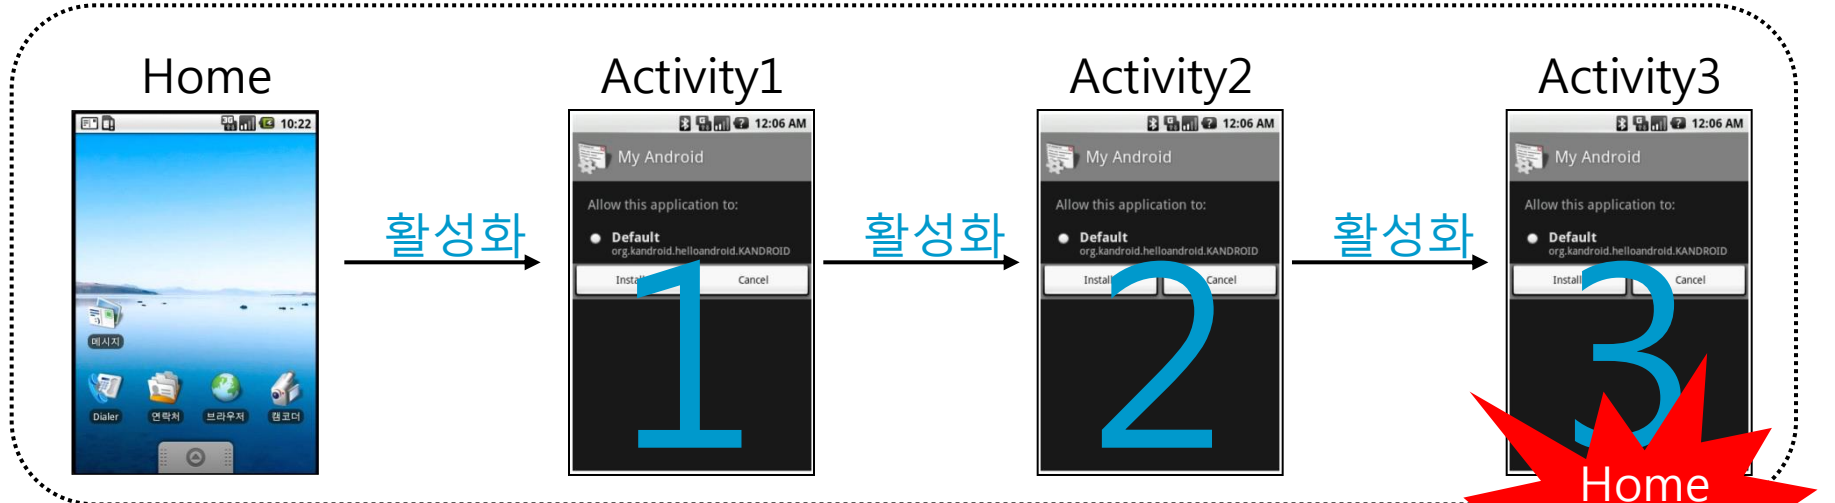 Home
Activity1
Activity2
Activity3
10:22
메시지
Dialer
연락처
브라우저
캠코더
활성화
12:06 AM
My Android
Allow this application to:
Default
org.kandroid.helloandroid.KANDROID
Install
Cancel
1
활성화
12:06 AM
My Android
Allow this application to:
Default
org.kandroid.helloandroid.KANDROID
Install
Cancel
2
활성화
12:06 AM
My Android
Allow this application to:
Default
org.kandroid.helloandroid.KANDROID
Install
Cancel
3
Home